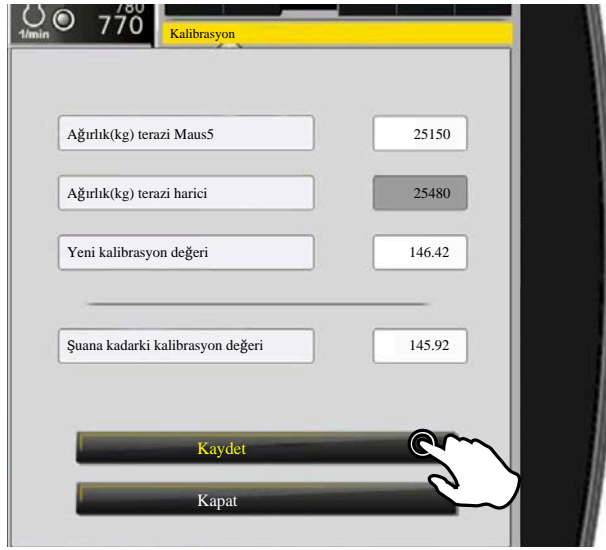 780
1/min 770
Kalibrasyon
Ağırlık(kg) terazi Maus5 25150
Ağırlık(kg) terazi harici 25480
Yeni kalibrasyon değeri 146.42
Şuana kadarki kalibrasyon değeri 145.92
Kaydet
Kapat